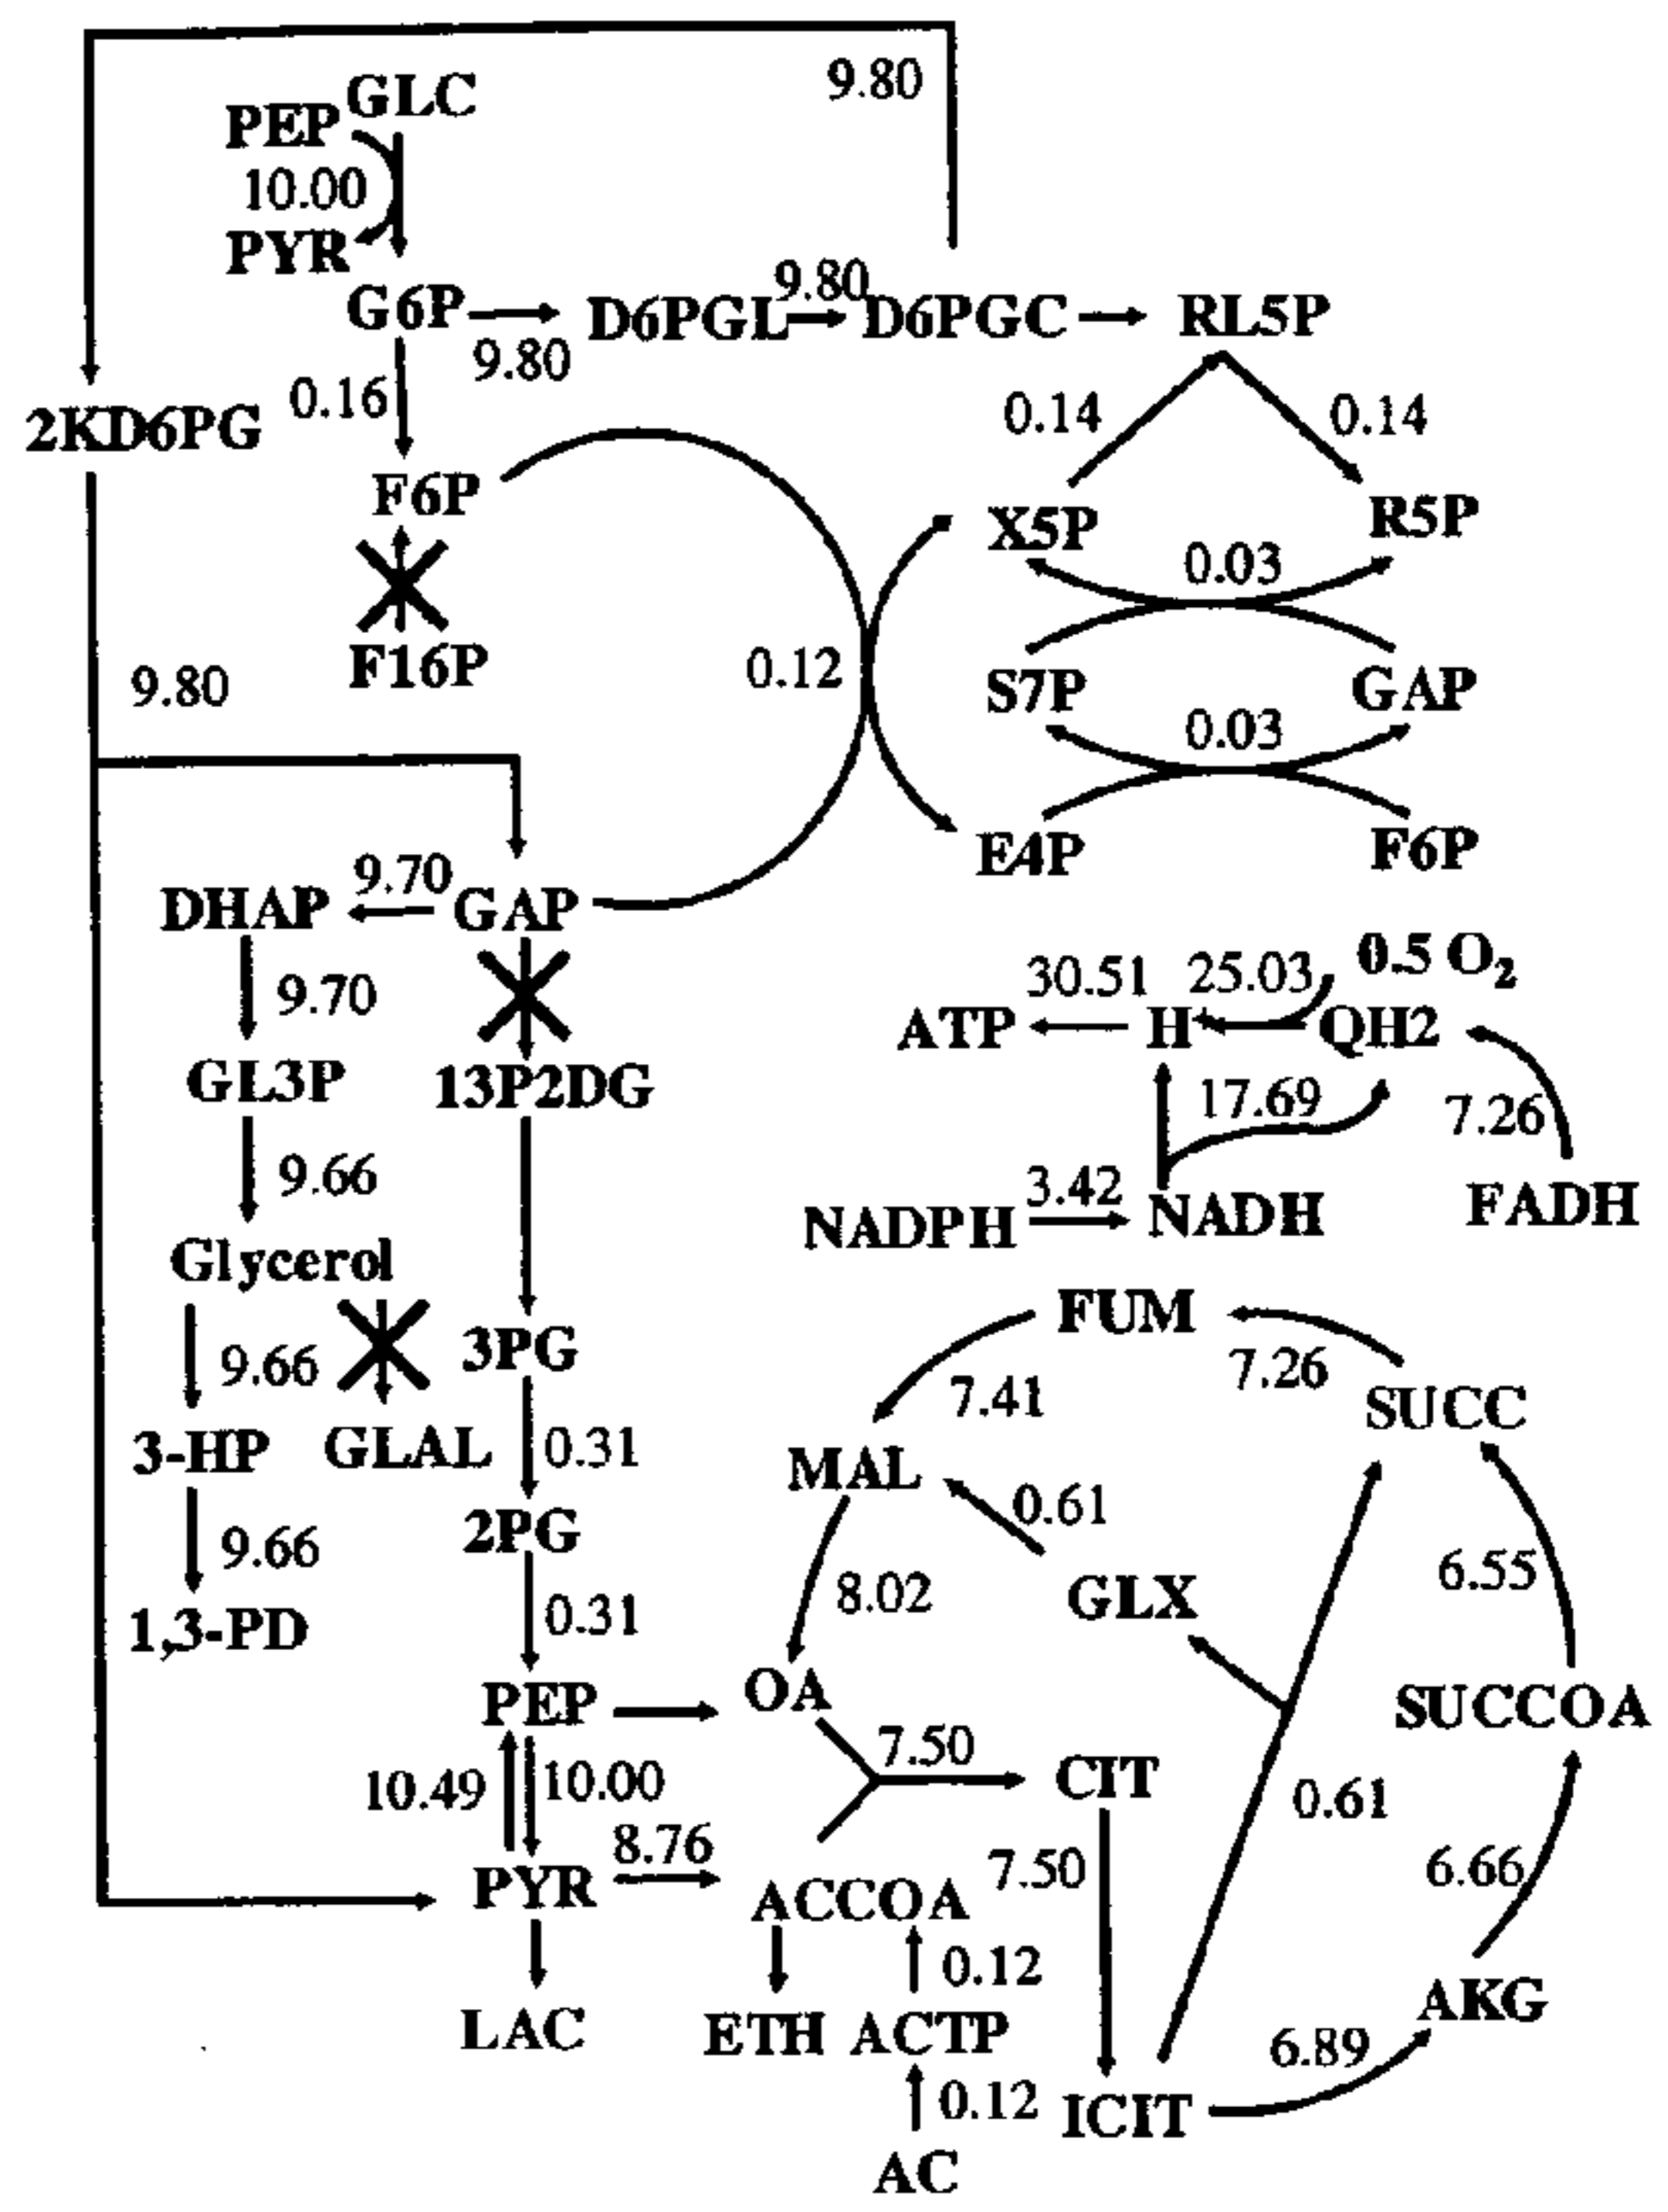 9.80
GLC
PEP
10.00
PYR
9.80
G6P
D6PGL
D6PGC
RL5P
9.80
0.16
0.14
0.14
2KD6PG
F6P
X5P
R5P
0.03
F16P
0.12
9.80
S7P
GAP
0.03
E4P
F6P
9.70
DHAP
GAP
0.5 O₂
30.51
25.03
9.70
ATP
H
QH2
GL3P
13P2DG
17.69
7.26
9.66
3.42
NADPH
NADH
FADH
Glycerol
FUM
9.66
3PG
7.41
7.26
SUCC
3-HP
GLAL
0.31
MAL
0.61
2PG
9.66
8.02
GLX
6.55
1,3-PD
0.31
PEP
OA
SUCCOA
7.50
CIT
10.49
10.00
0.61
8.76
7.50
6.66
PYR
ACCOA
0.12
AKG
LAC
ETH
ACTP
6.89
0.12
ICIT
AC